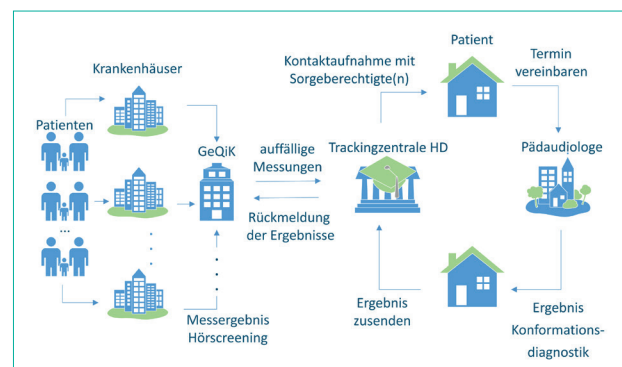 Patient
Kontaktaufnahme mit
Sorgeberechtigte(n)
Termin
vereinbaren
Krankenhäuser
Patienten
GeQiK
auffällige
Messungen
Trackingzentrale HD
Pädaudiologe
Rückmeldung
der Ergebnisse
...
Messergebnis
Hörscreening
Ergebnis
zusenden
Ergebnis
Konformations-
diagnostik